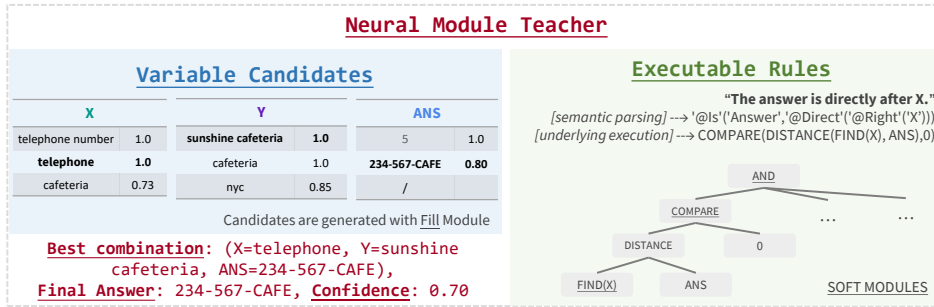 Neural Module Teacher
Variable Candidates
X
telephone number 1.0
telephone 1.0
cafeteria 0.73
Y
sunshine cafeteria 1.0
cafeteria 1.0
nyc 0.85
ANS
5 1.0
234-567-CAFE 0.80
/
Candidates are generated with Fill Module
Best combination: (X=telephone, Y=sunshine
cafeteria, ANS=234-567-CAFE),
Final Answer: 234-567-CAFE, Confidence: 0.70
Executable Rules
“The answer is directly after X.”
[semantic parsing] --→ '@Is'('Answer','@Direct'('@Right'('X')))
[underlying execution] --→ COMPARE(DISTANCE(FIND(X), ANS),0)
AND
COMPARE ... ...
DISTANCE 0
FIND(X) ANS
SOFT MODULES